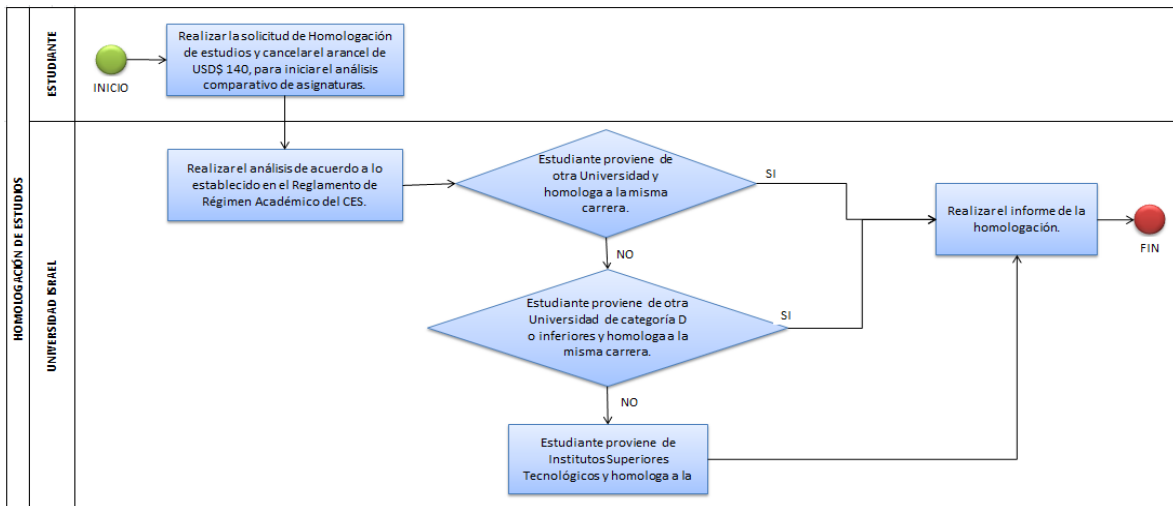 HOMOLOGACIÓN DE ESTUDIOS
ESTUDIANTE
INICIO
Realizar la solicitud de Homologación
de estudios y cancelar el arancel de
USD$ 140, para iniciar el análisis
comparativo de asignaturas.
UNIVERSIDAD ISRAEL
Realizar el análisis de acuerdo a lo
establecido en el Reglamento de
Régimen Académico del CES.
Estudiante proviene de
otra Universidad y
homologa a la misma
carrera.
SI
NO
Estudiante proviene de otra
Universidad de categoría D
o inferiores y homologa a la
misma carrera.
SI
NO
Estudiante proviene de
Institutos Superiores
Tecnológicos y homologa a la
Realizar el informe de la
homologación.
FIN